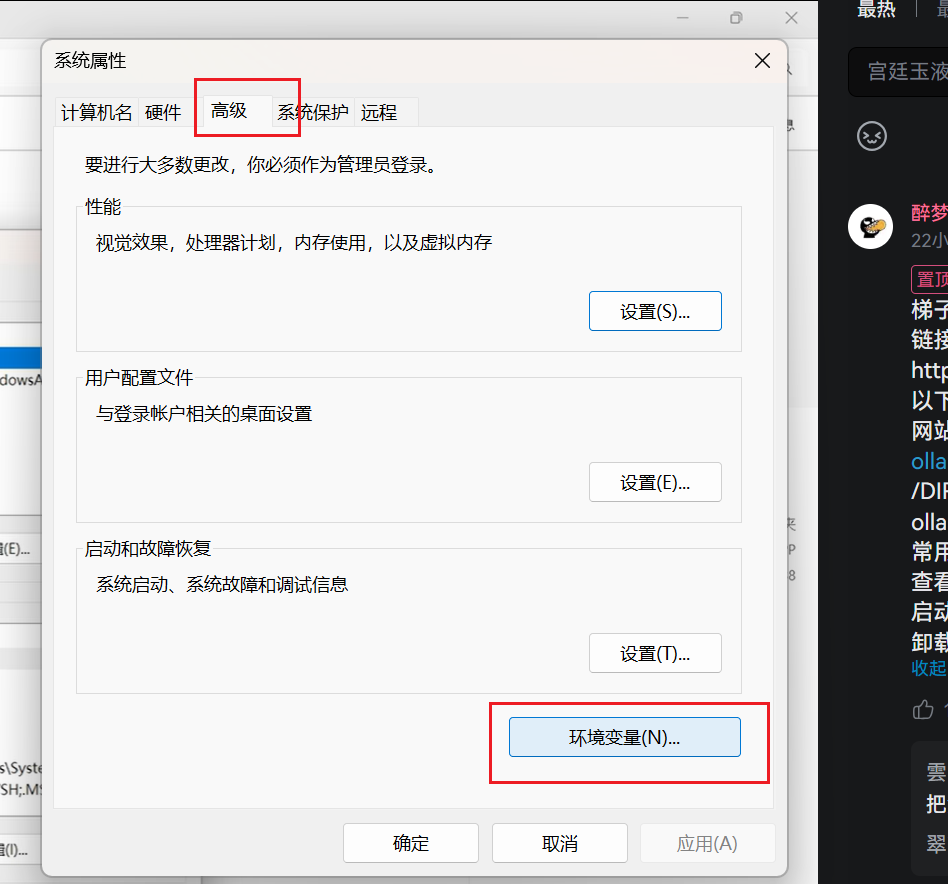 系统属性
计算机名
硬件
高级
系统保护
远程
要进行大多数更改，你必须作为管理员登录。
性能
视觉效果，处理器计划，内存使用，以及虚拟内存
设置(S)...
用户配置文件
与登录帐户相关的桌面设置
设置(E)...
启动和故障恢复
系统启动、系统故障和调试信息
设置(T)...
环境变量(N)...
确定
取消
应用(A)
dowsA
(E)...
s\Syste
SH;.MS
(I)...
P
8
最热
宫廷玉液
醉梦
22小
置顶
梯子
链接
http
以下
网站
olla
/DIR
olla
常用
查看
启动
卸载
收起
雲
把
翠